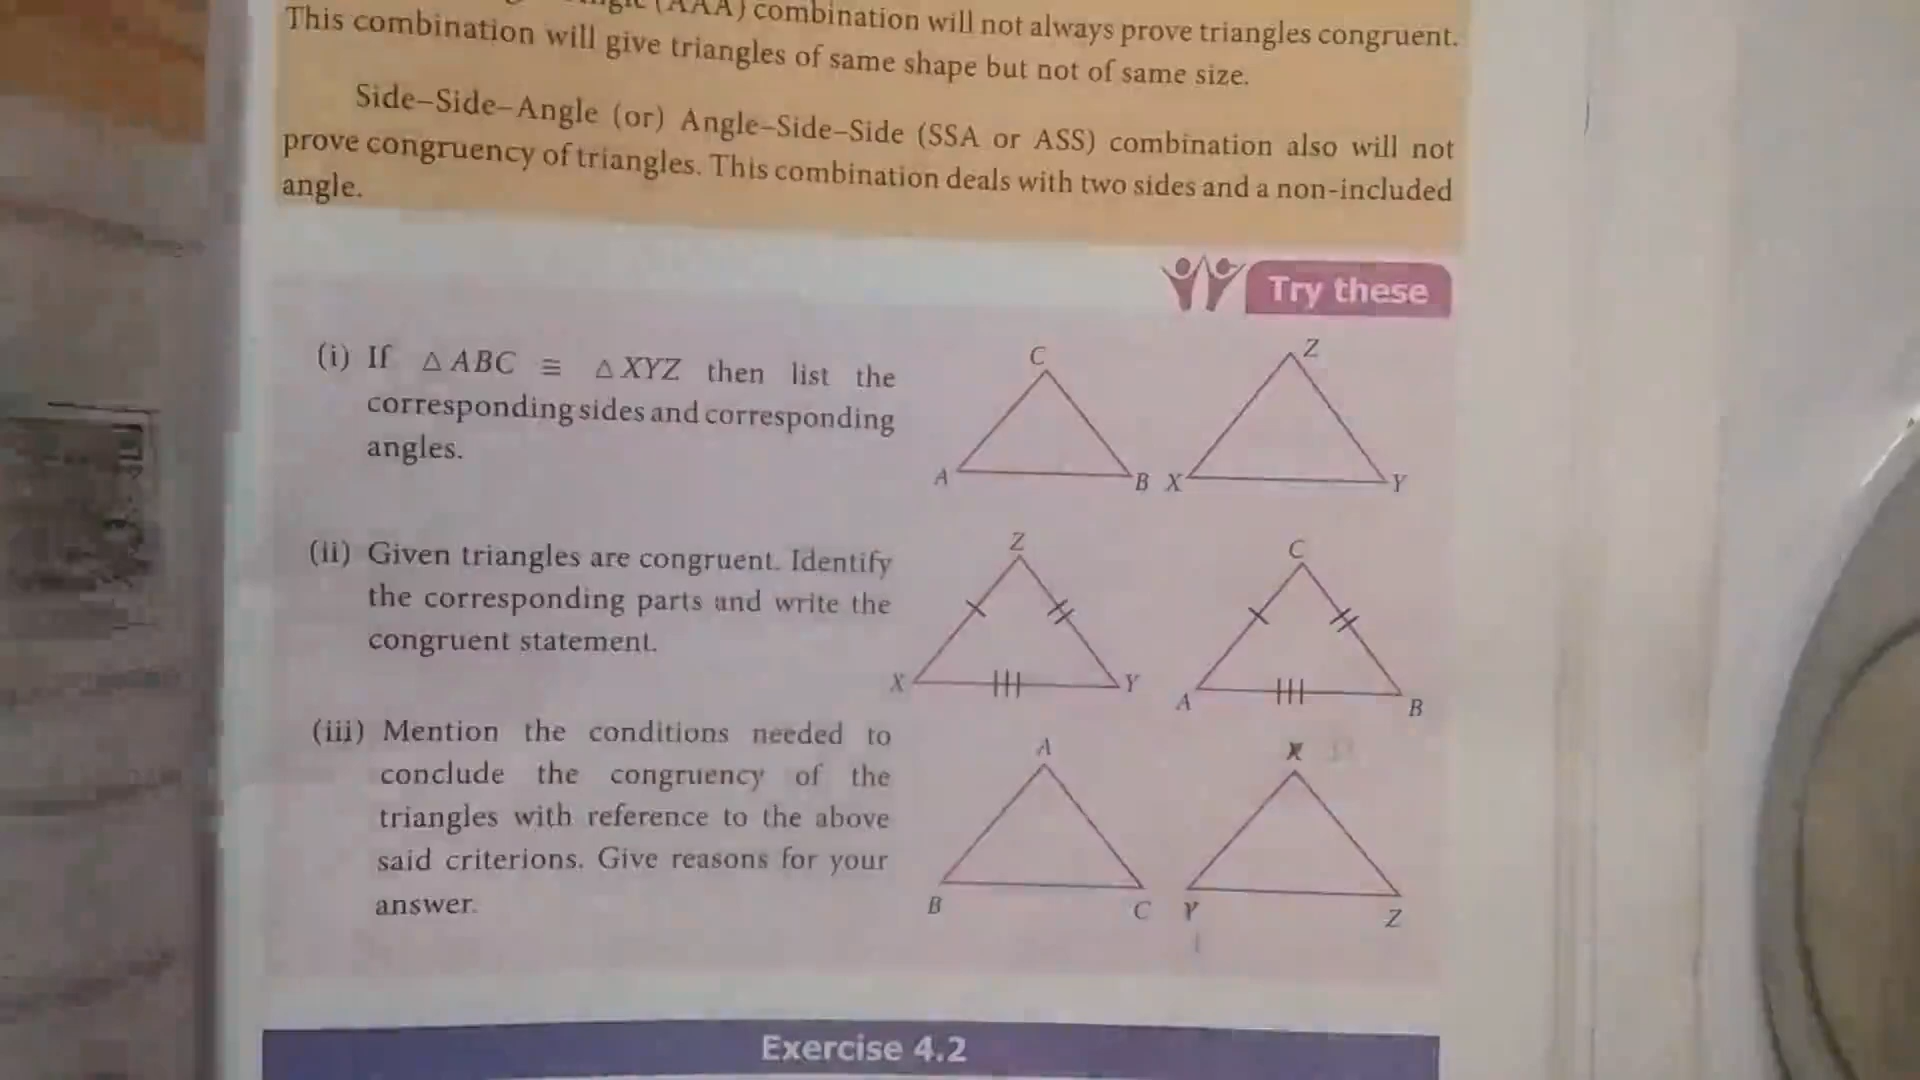 (AAA) combination will not always prove triangles congruent.
This combination will give triangles of same shape but not of same size.
Side–Side–Angle (or) Angle–Side–Side (SSA or ASS) combination also will not
prove congruency of triangles. This combination deals with two sides and a non-included
angle.
Try these
(i) If △ ABC ≡ △ XYZ then list the
corresponding sides and corresponding
angles.
C
Z
A
B
X
Y
(ii) Given triangles are congruent. Identify
the corresponding parts and write the
congruent statement.
Z
C
X
Y
A
B
(iii) Mention the conditions needed to
conclude the congruency of the
triangles with reference to the above
said criterions. Give reasons for your
answer.
A
X
B
C
Y
Z
Exercise 4.2